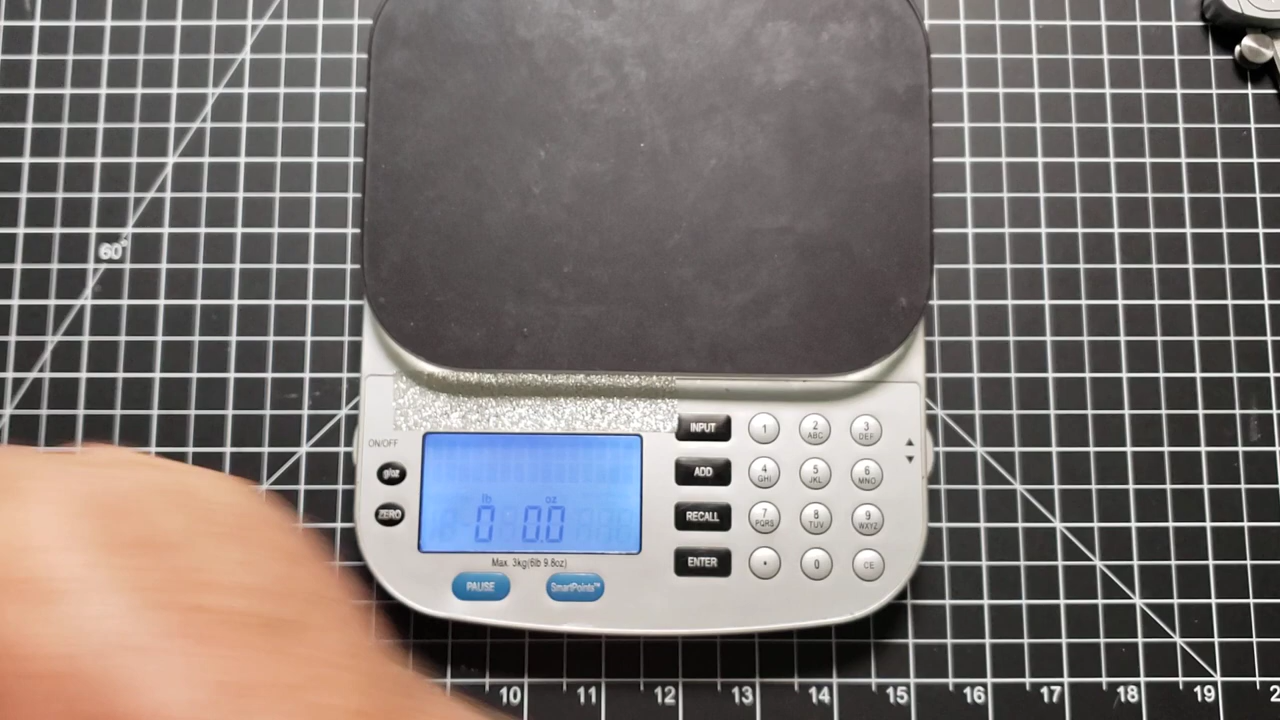 60°
ON/OFF
g/oz
ZERO
lb oz
0 0.0
Max. 3kg(6lb 9.8oz)
PAUSE
SmartPoints™
INPUT
ADD
RECALL
ENTER
1
2 ABC
3 DEF
4 GHI
5 JKL
6 MNO
7 PQRS
8 TUV
9 WXYZ
•
0
CE
10 11 12 13 14 15 16 17 18 19